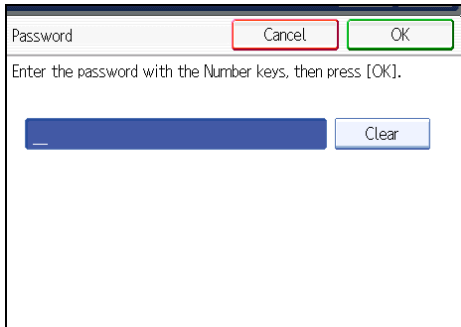 Password
Cancel
OK
Enter the password with the Number keys, then press [OK].
Clear